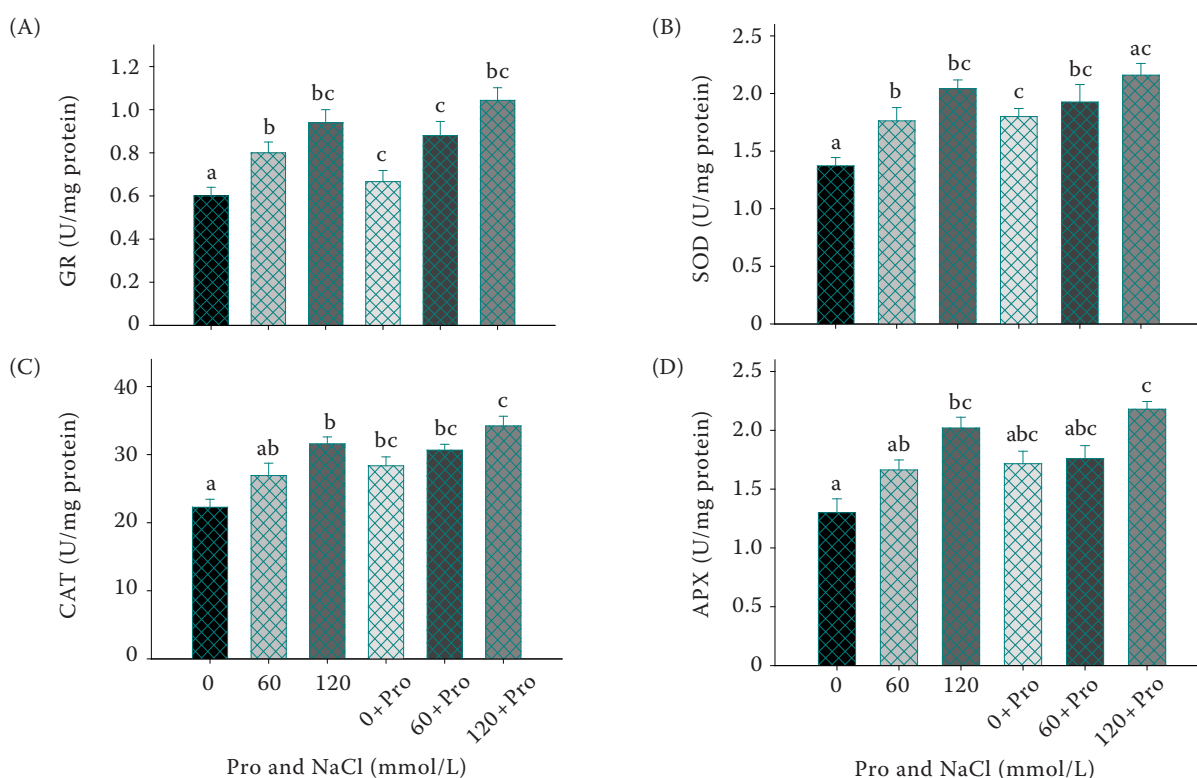 (A)
GR (U/mg protein)
1.2
1.0
0.8
0.6
0.4
0.2
0
a
b
bc
c
c
bc
(B)
SOD (U/mg protein)
2.5
2.0
1.5
1.0
0.5
0
a
b
bc
c
bc
ac
(C)
CAT (U/mg protein)
40
30
20
10
0
a
ab
b
bc
bc
c
0
60
120
0+Pro
60+Pro
120+Pro
Pro and NaCl (mmol/L)
(D)
APX (U/mg protein)
2.5
2.0
1.5
1.0
0.5
0
a
ab
bc
abc
abc
c
0
60
120
0+Pro
60+Pro
120+Pro
Pro and NaCl (mmol/L)